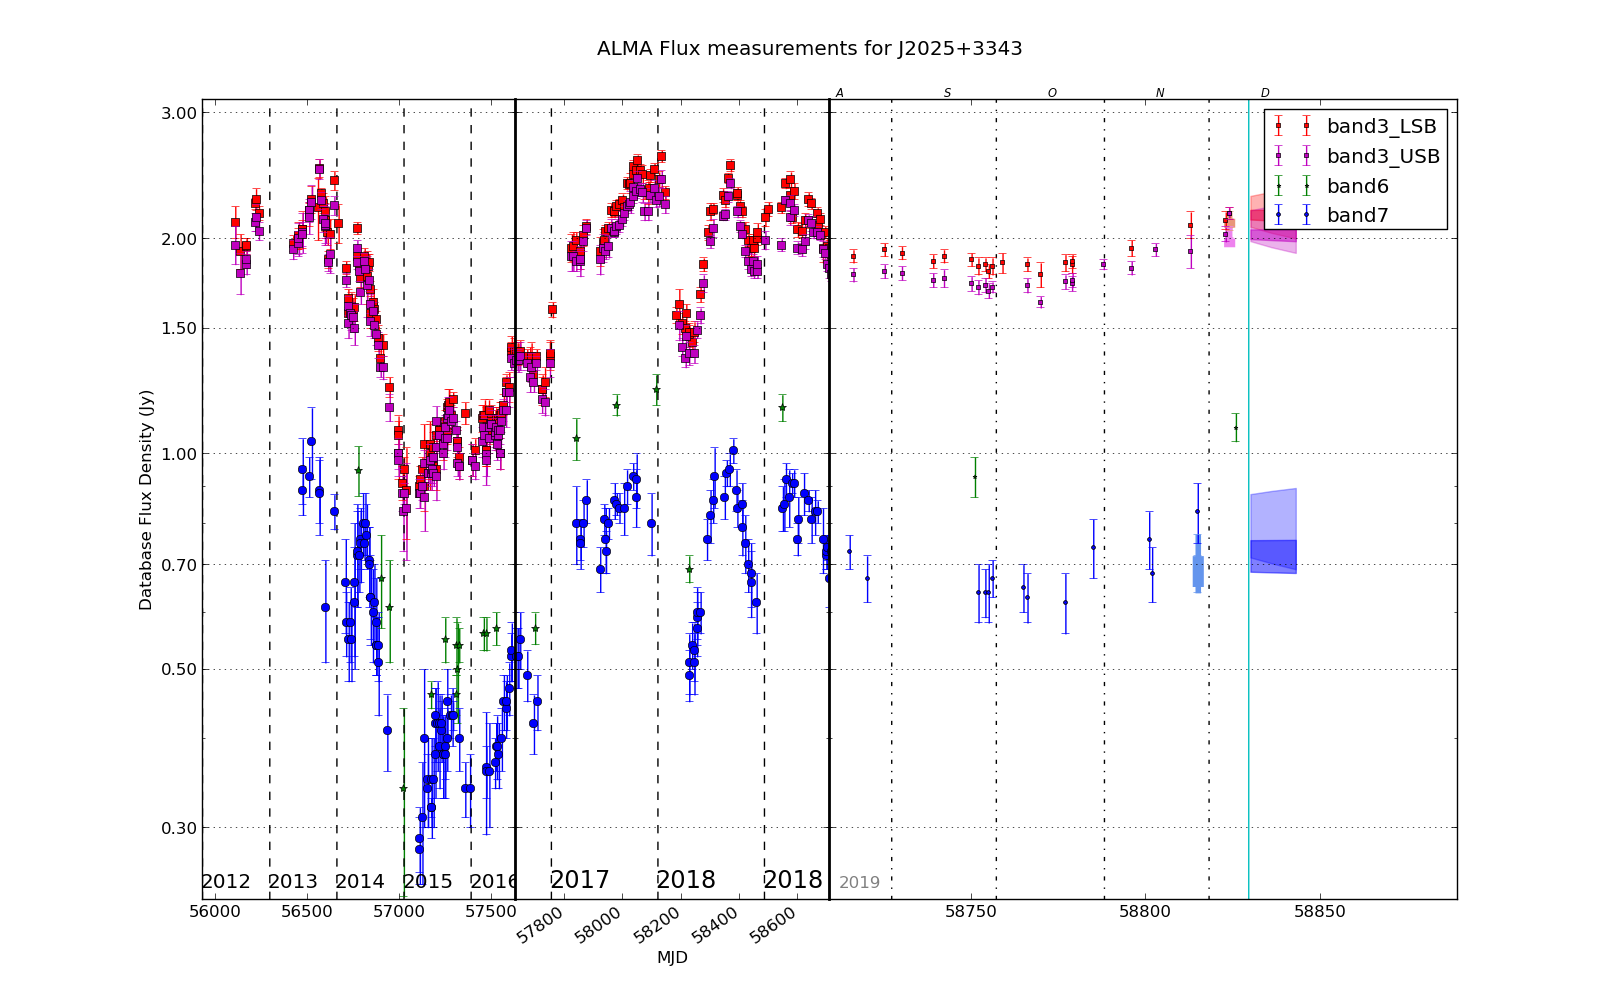 ALMA Flux measurements for J2025+3343
A S O N D
3.00
2.00
1.50
1.00
0.70
0.50
0.30
Database Flux Density (Jy)
band3_LSB
band3_USB
band6
band7
2012 2013 2014 2015 2016 2017 2018 2018 2019
56000 56500 57000 57500 57800 58000 58200 58400 58600 58750 58800 58850
MJD